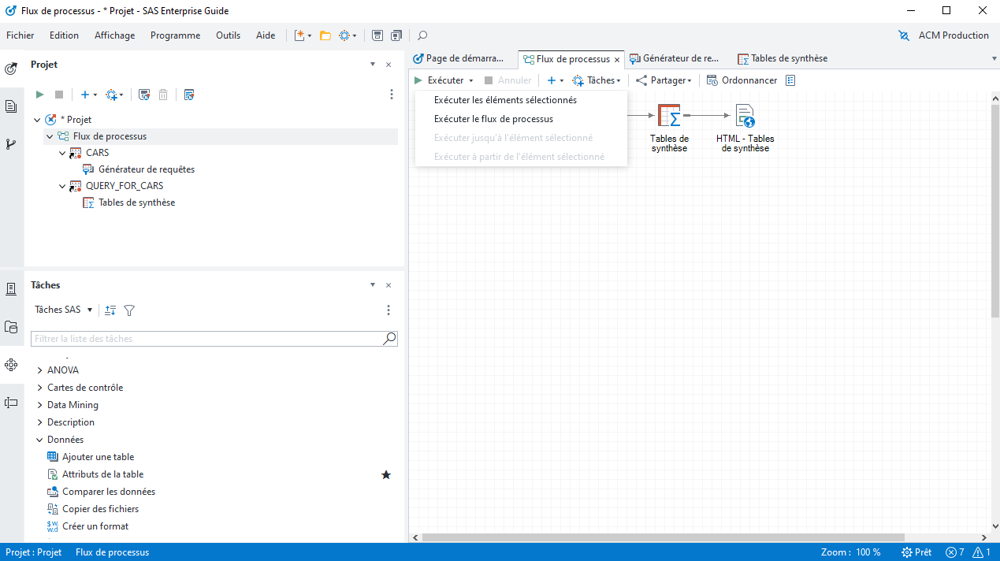 Flux de processus - * Projet - SAS Enterprise Guide
Fichier Edition Affichage Programme Outils Aide ACM Production
Projet
* Projet
Flux de processus
CARS
Générateur de requêtes
QUERY_FOR_CARS
Tables de synthèse
Tâches
Tâches SAS
Filtrer la liste des tâches
ANOVA
Cartes de contrôle
Data Mining
Description
Données
Ajouter une table
Attributs de la table
Comparer les données
Copier des fichiers
Créer un format
Page de démarra... Flux de processus Générateur de re... Tables de synthèse
Exécuter Annuler Tâches Partager Ordonnancer
Exécuter les éléments sélectionnés
Exécuter le flux de processus
Exécuter jusqu'à l'élément sélectionné
Exécuter à partir de l'élément sélectionné
Tables de
synthèse
HTML - Tables
de synthèse
Projet : Projet Flux de processus Zoom : 100 % Prêt 7 1